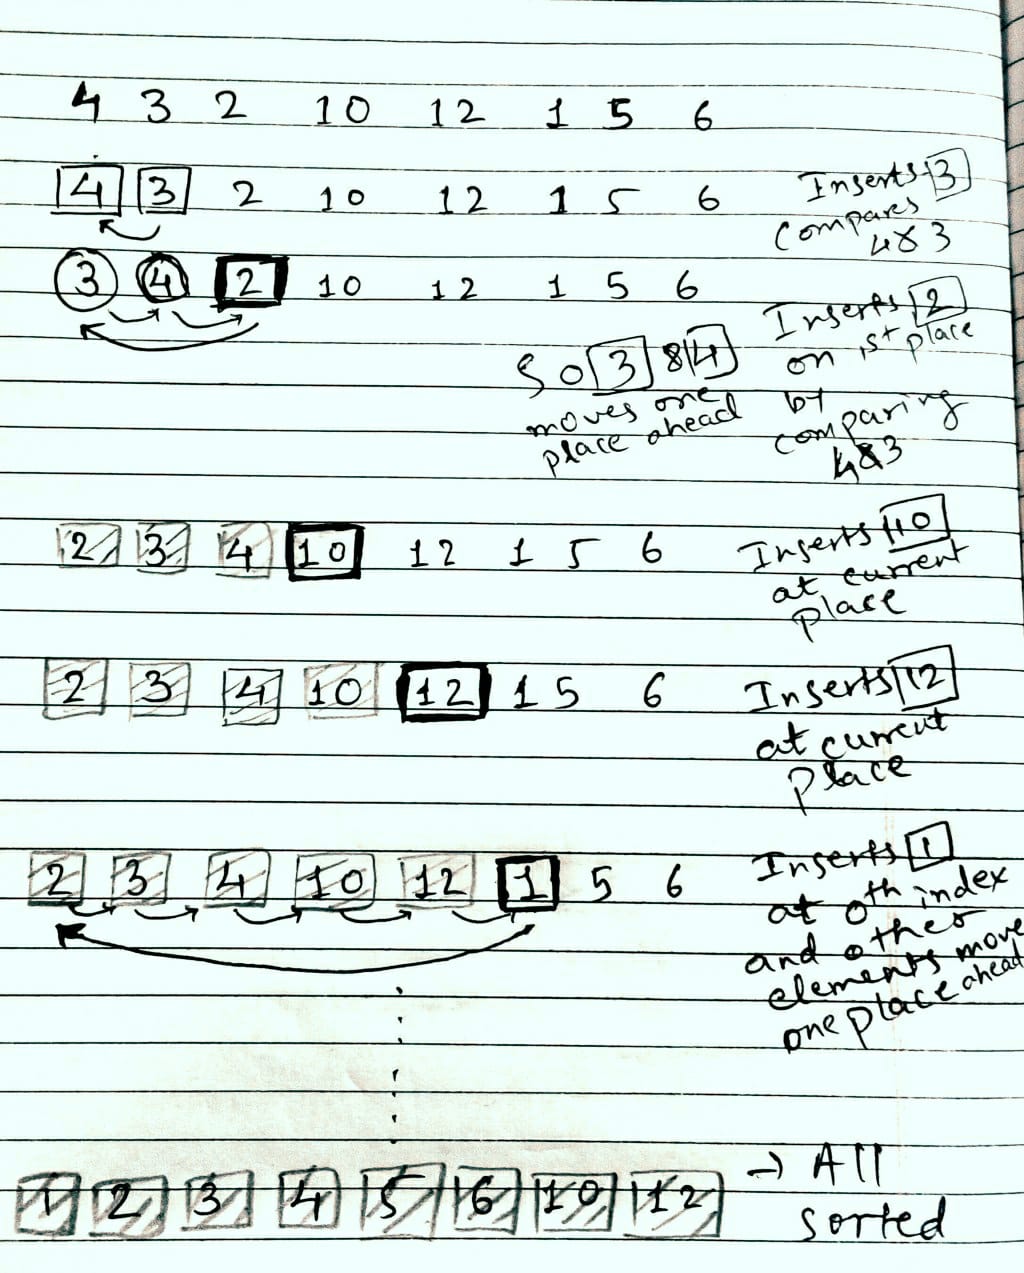 4 3 2 10 12 1 5 6
4 3 2 10 12 1 5 6
Inserts 3
compares
4 & 3
3 4 2 10 12 1 5 6
Inserts 2
on 1st place
by
comparing
4 & 3
So 3 & 4
moves one
place ahead
2 3 4 10 12 1 5 6
Inserts 10
at current
place
2 3 4 10 12 1 5 6
Inserts 12
at current
place
2 3 4 10 12 1 5 6
Inserts 1
at 0th index
and other
elements move
one place ahead
1 2 3 4 5 6 10 12
→ All
sorted